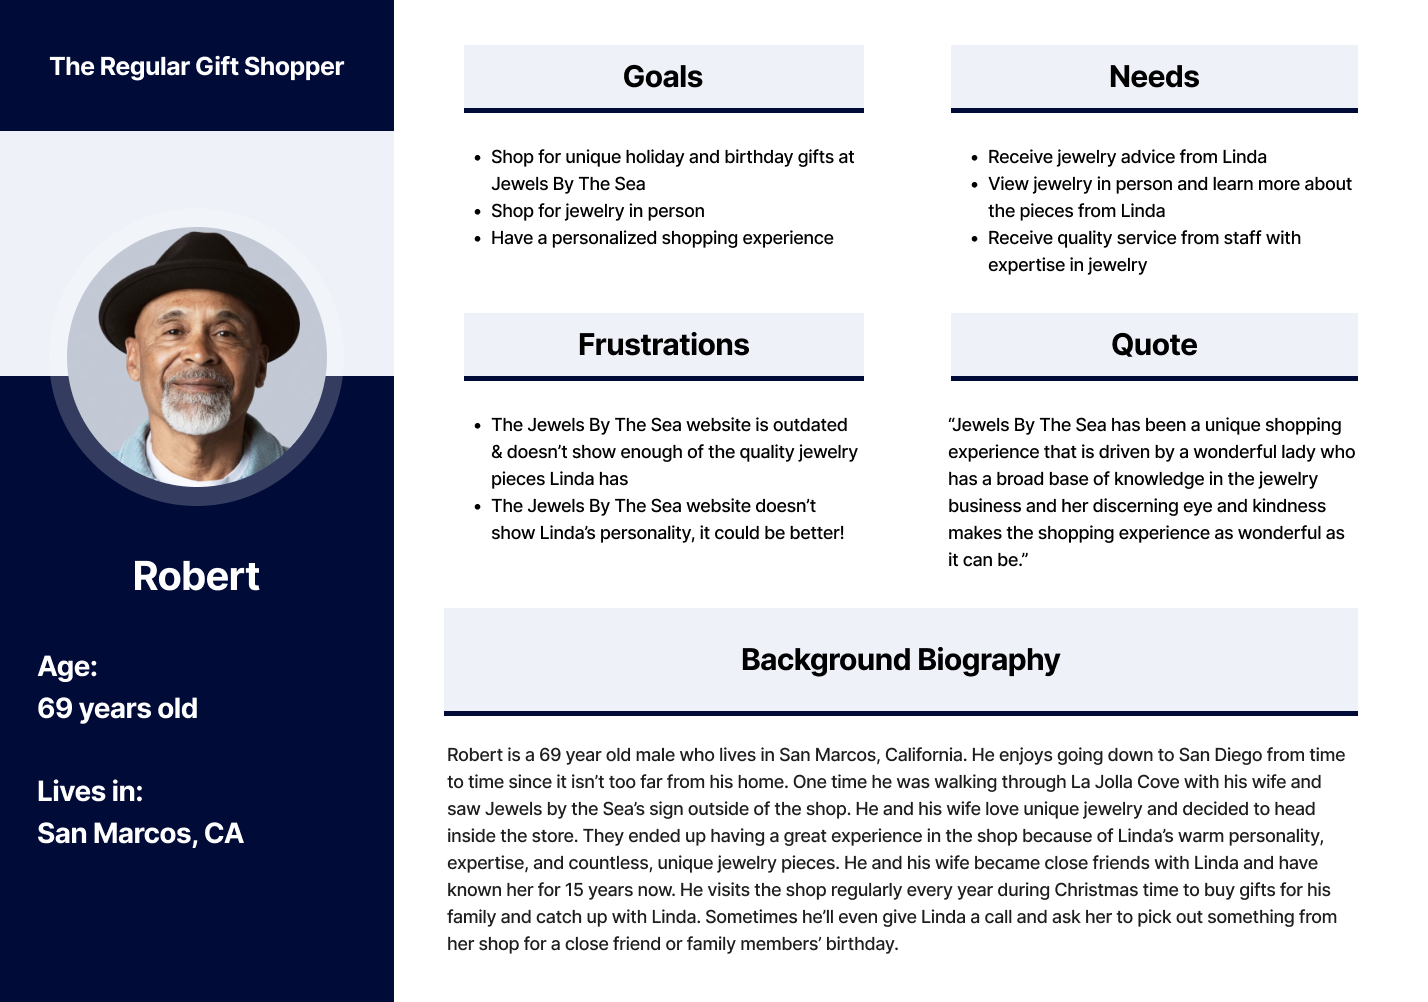 The Regular Gift Shopper
Robert
Age:
69 years old
Lives in:
San Marcos, CA
Goals
• Shop for unique holiday and birthday gifts at
Jewels By The Sea
• Shop for jewelry in person
• Have a personalized shopping experience
Needs
• Receive jewelry advice from Linda
• View jewelry in person and learn more about
the pieces from Linda
• Receive quality service from staff with
expertise in jewelry
Frustrations
• The Jewels By The Sea website is outdated
& doesn’t show enough of the quality jewelry
pieces Linda has
• The Jewels By The Sea website doesn’t
show Linda’s personality, it could be better!
Quote
“Jewels By The Sea has been a unique shopping
experience that is driven by a wonderful lady who
has a broad base of knowledge in the jewelry
business and her discerning eye and kindness
makes the shopping experience as wonderful as
it can be.”
Background Biography
Robert is a 69 year old male who lives in San Marcos, California. He enjoys going down to San Diego from time
to time since it isn’t too far from his home. One time he was walking through La Jolla Cove with his wife and
saw Jewels by the Sea’s sign outside of the shop. He and his wife love unique jewelry and decided to head
inside the store. They ended up having a great experience in the shop because of Linda’s warm personality,
expertise, and countless, unique jewelry pieces. He and his wife became close friends with Linda and have
known her for 15 years now. He visits the shop regularly every year during Christmas time to buy gifts for his
family and catch up with Linda. Sometimes he’ll even give Linda a call and ask her to pick out something from
her shop for a close friend or family members’ birthday.